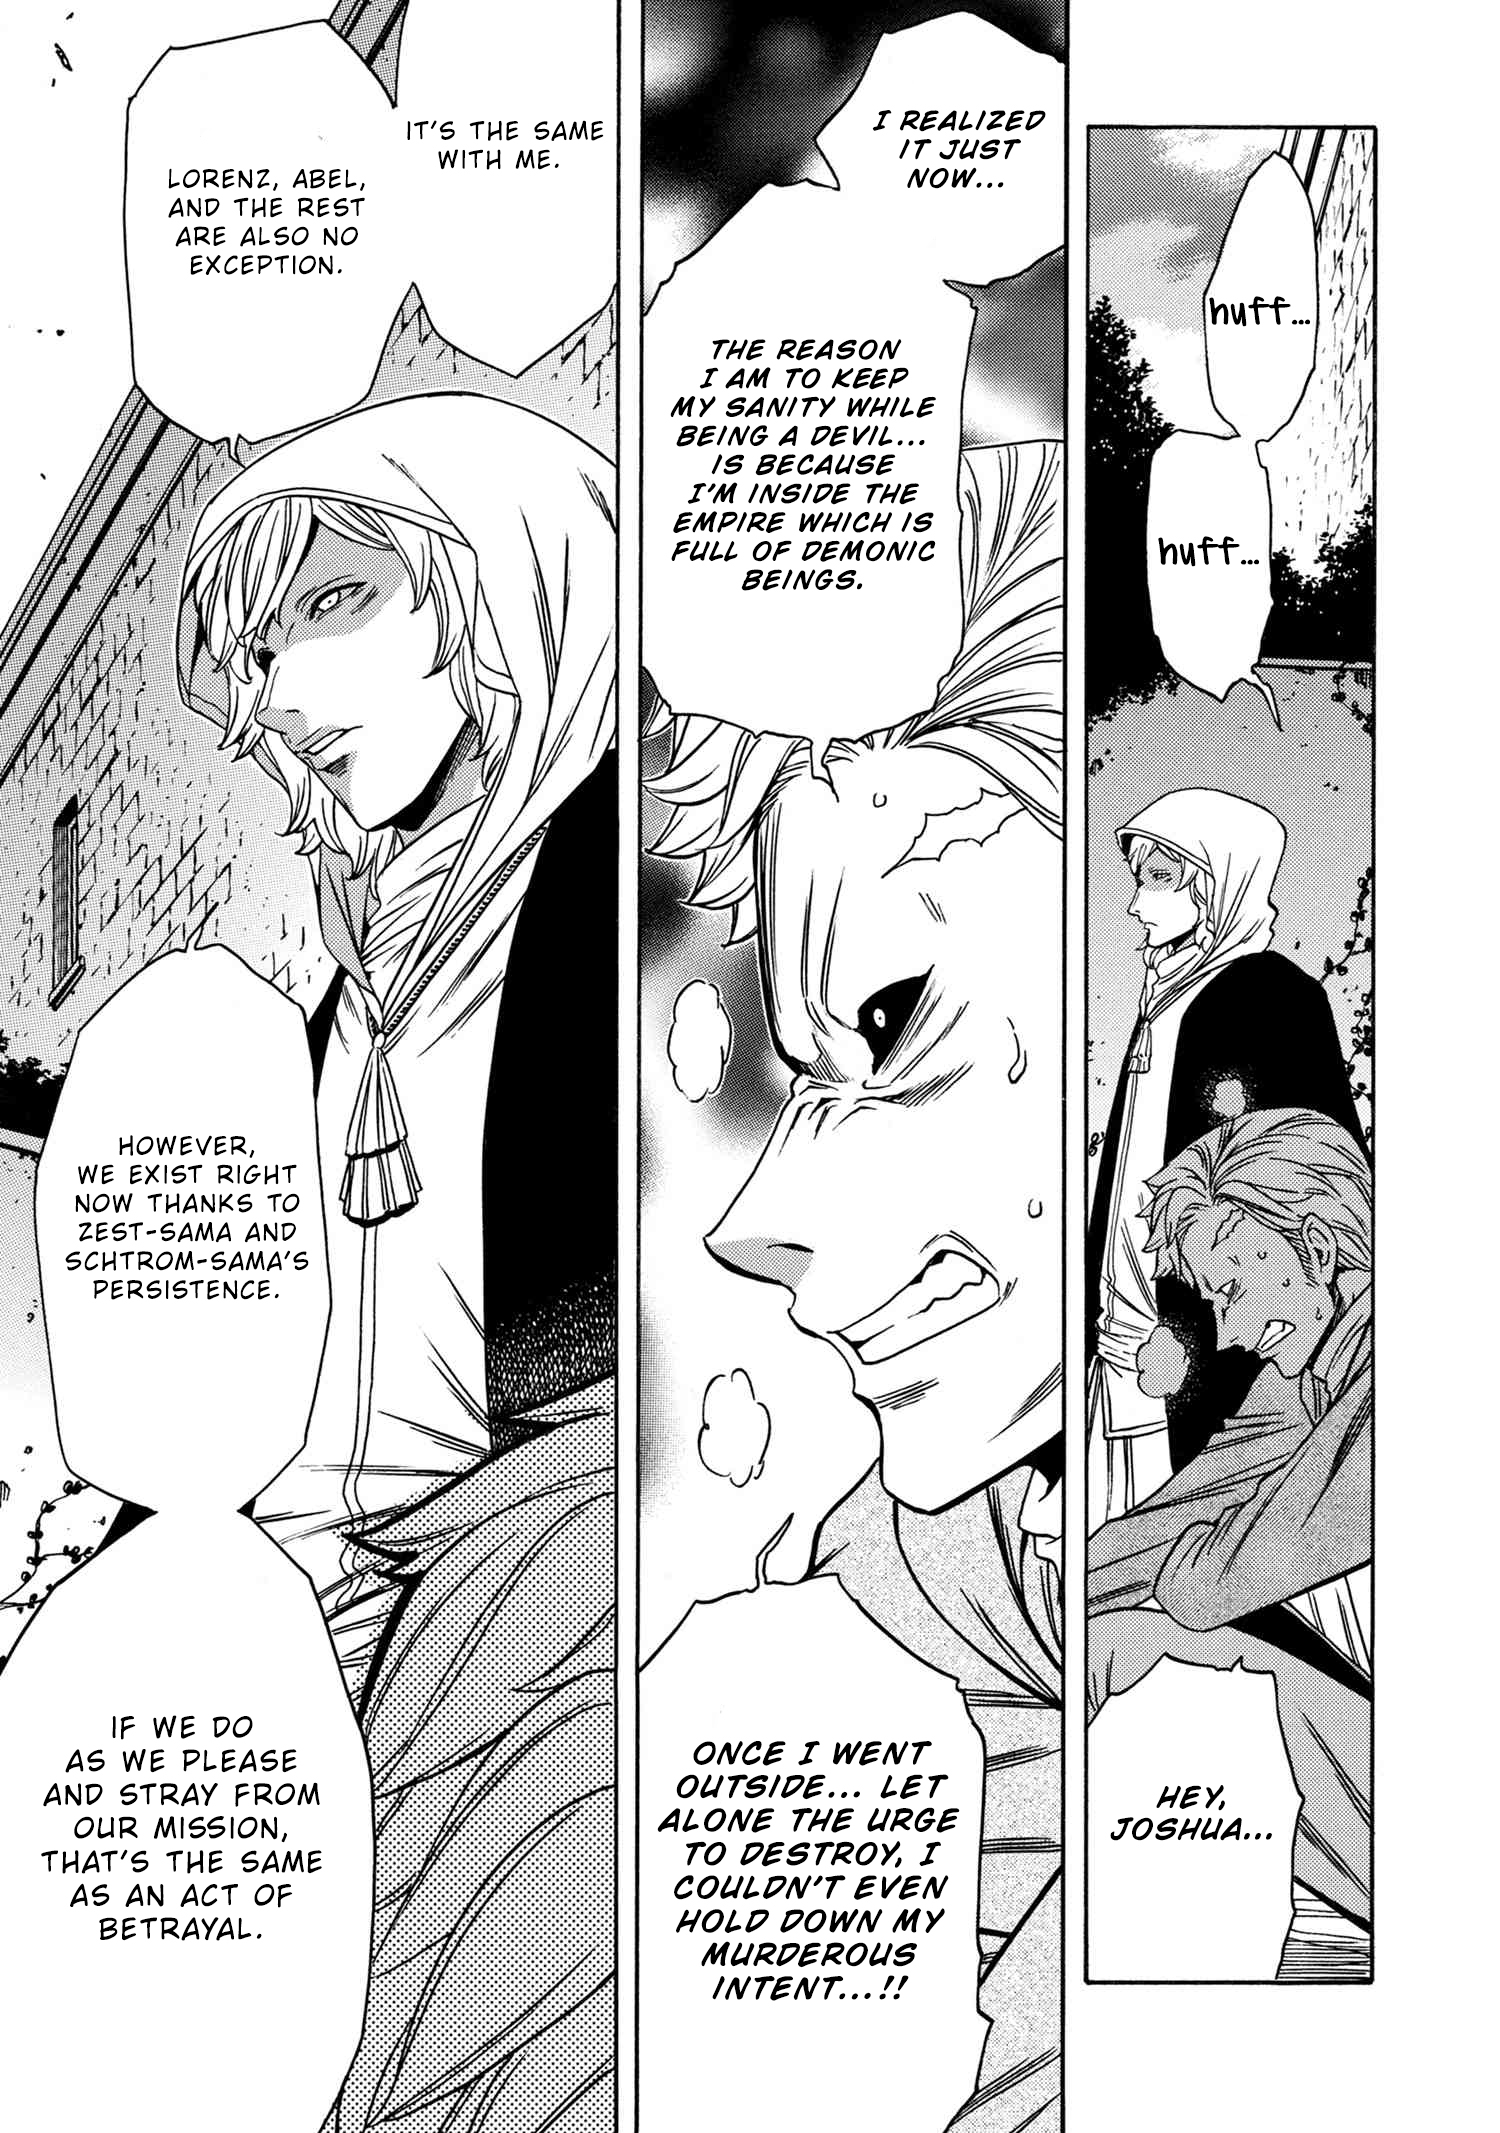 huff...
huff...
HEY,
JOSHUA...
I REALIZED
IT JUST
NOW...
THE REASON
I AM TO KEEP
MY SANITY WHILE
BEING A DEVIL...
IS BECAUSE
I'M INSIDE THE
EMPIRE WHICH IS
FULL OF DEMONIC
BEINGS.
ONCE I WENT
OUTSIDE... LET
ALONE THE URGE
TO DESTROY, I
COULDN'T EVEN
HOLD DOWN MY
MURDEROUS
INTENT...!!
IT'S THE SAME
WITH ME.
LORENZ, ABEL,
AND THE REST
ARE ALSO NO
EXCEPTION.
HOWEVER,
WE EXIST RIGHT
NOW THANKS TO
ZEST-SAMA AND
SCHTROM-SAMA'S
PERSISTENCE.
IF WE DO
AS WE PLEASE
AND STRAY FROM
OUR MISSION,
THAT'S THE SAME
AS AN ACT OF
BETRAYAL.